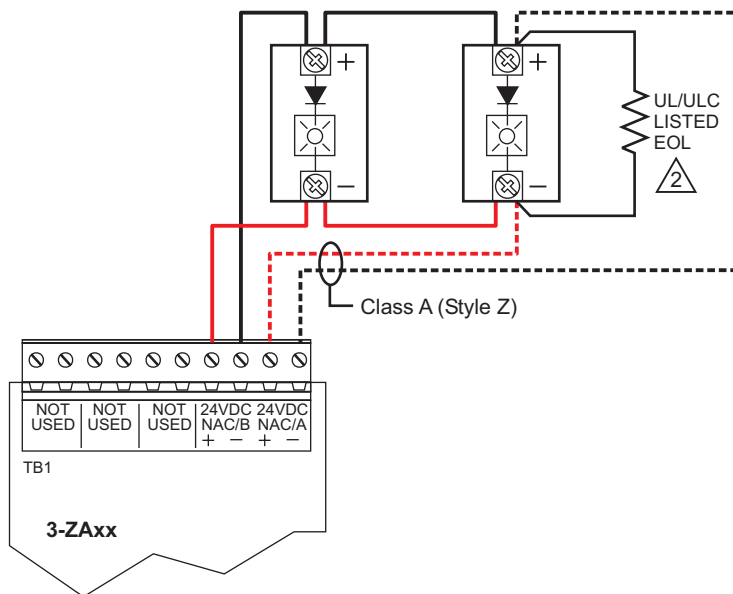 +
+
UL/ULC
LISTED
EOL
2
−
−
Class A (Style Z)
NOT NOT NOT 24VDC 24VDC
USED USED USED NAC/B NAC/A
+ − + −
TB1
3-ZAxx